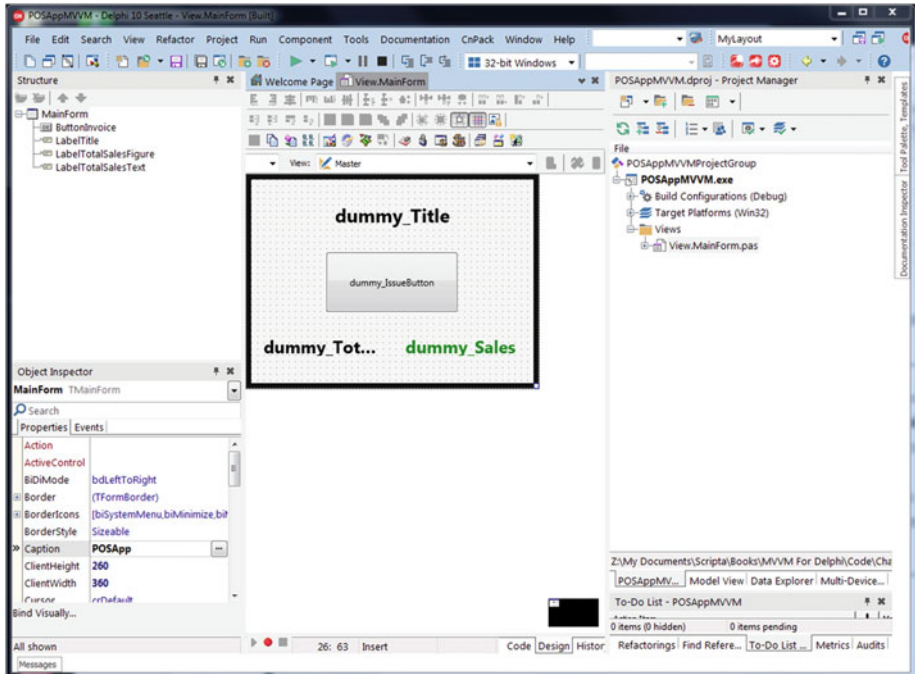 POSAppMVVM - Delphi 10 Seattle - View.MainForm [Built]
File Edit Search View Refactor Project Run Component Tools Documentation CnPack Window Help
MyLayout
32-bit Windows
Structure
MainForm
ButtonInvoice
LabelTitle
LabelTotalSalesFigure
LabelTotalSalesText
Welcome Page View.MainForm
View: Master
dummy_Title
dummy_IssueButton
dummy_Tot... dummy_Sales
POSAppMVVM.dproj - Project Manager
File
POSAppMVVMProjectGroup
POSAppMVVM.exe
Build Configurations (Debug)
Target Platforms (Win32)
Views
View.MainForm.pas
Tool Palette, Templates
Documentation Inspector
Object Inspector
MainForm TMainForm
Search
Properties Events
Action
ActiveControl
BiDiMode bdLeftToRight
Border (TFormBorder)
BorderIcons [biSystemMenu,biMinimize,
BorderStyle Sizeable
Caption POSApp ...
ClientHeight 260
ClientWidth 360
Cursor crDefault
Bind Visually...
All shown
26: 63 Insert
Code Design Histor
Z:\My Documents\Scripta\Books\MVVM For Delphi\Code\Cha
POSAppMV... Model View Data Explorer Multi-Device...
To-Do List - POSAppMVVM
0 items (0 hidden) 0 items pending
Refactorings Find Refere... To-Do List ... Metrics Audits
Messages